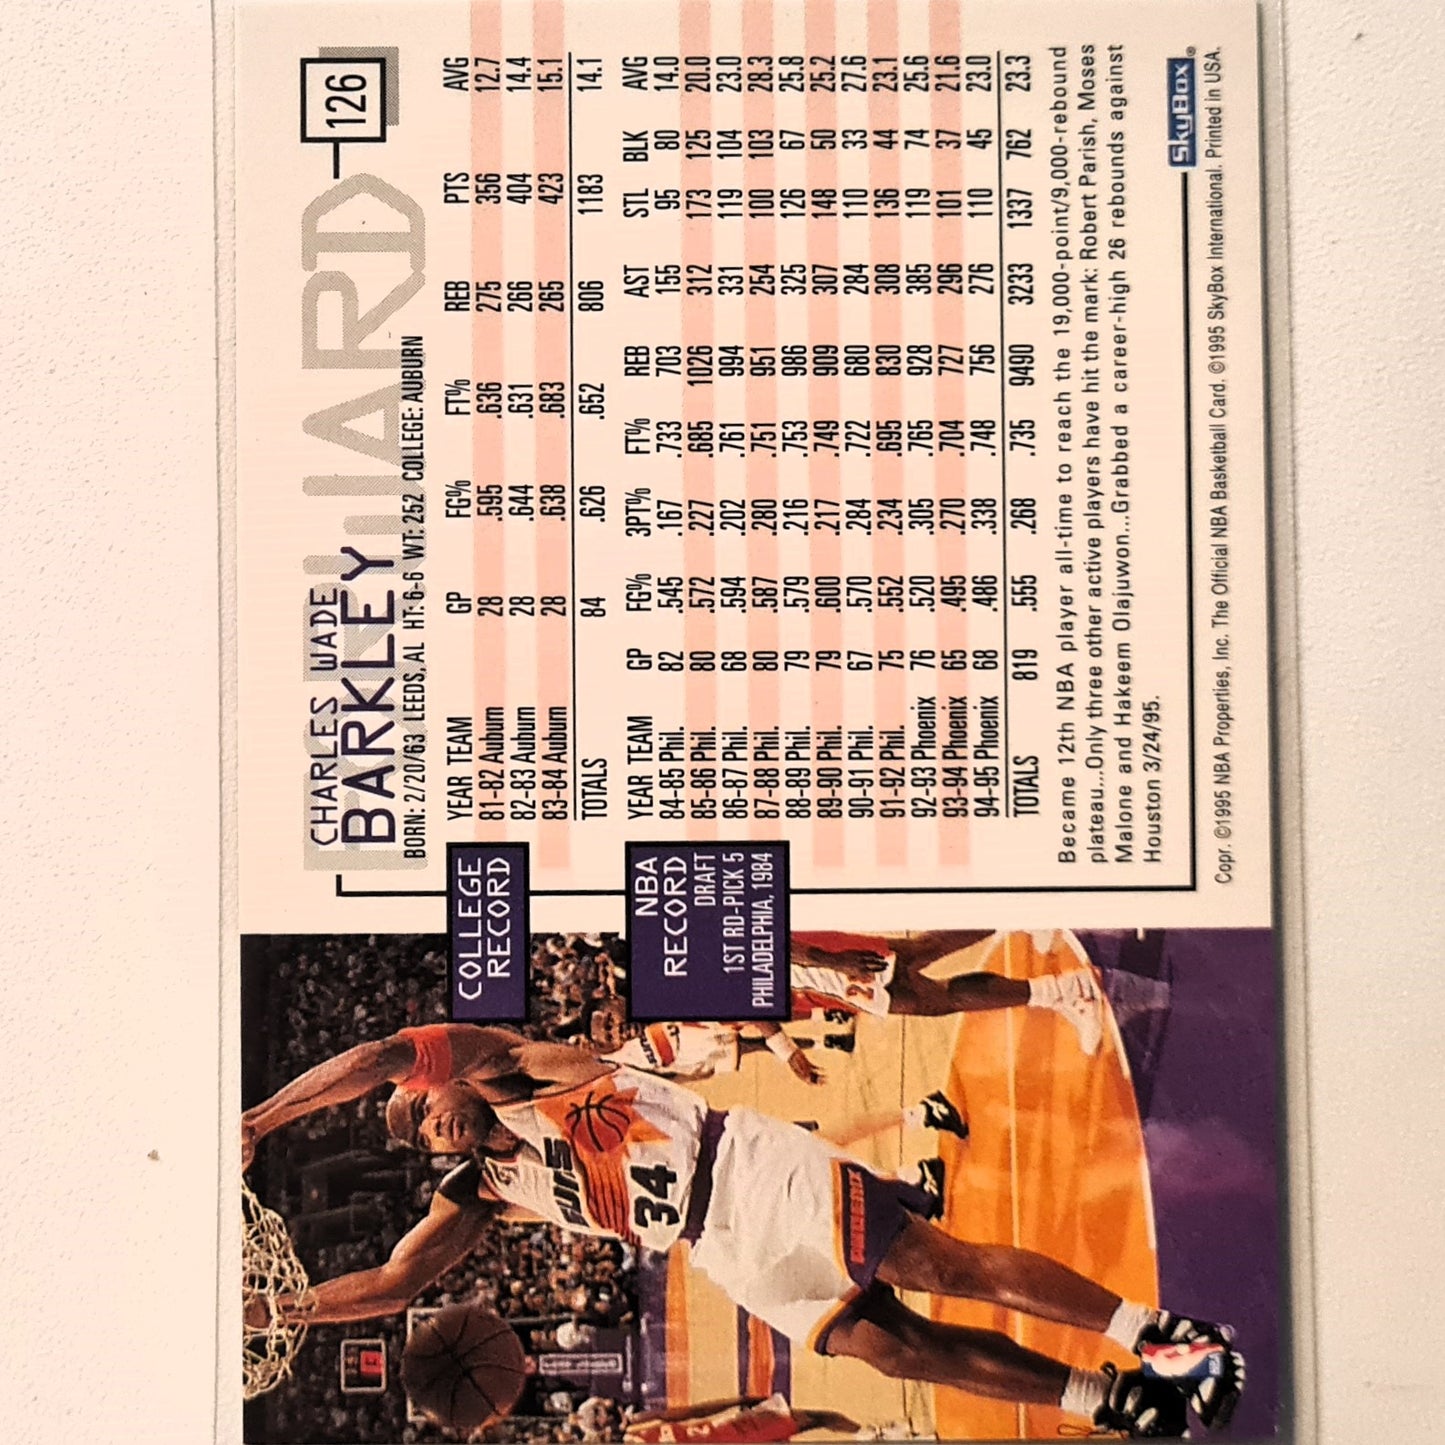 CHARLES WADE
BARKLEY
126
BORN: 2/20/63 LEEDS, AL HT: 6-6 WT: 252 COLLEGE: AUBURN
COLLEGE
RECORD
YEAR TEAM GP FG% FT% REB PTS AVG
81-82 Auburn 28 .595 .636 275 356 12.7
82-83 Auburn 28 .644 .631 266 404 14.4
83-84 Auburn 28 .638 .683 265 423 15.1
TOTALS 84 .626 .652 806 1183 14.1
NBA
RECORD
DRAFT
1ST RD-PICK 5
PHILADELPHIA, 1984
YEAR TEAM GP FG% 3PT% FT% REB AST STL BLK AVG
84-85 Phil. 82 .545 .167 .733 703 155 95 80 14.0
85-86 Phil. 80 .572 .227 .685 1026 312 173 125 20.0
86-87 Phil. 68 .594 .202 .761 994 331 119 104 23.0
87-88 Phil. 80 .587 .280 .751 951 254 100 103 28.3
88-89 Phil. 79 .579 .216 .753 986 325 126 67 25.8
89-90 Phil. 79 .600 .217 .749 909 307 148 50 25.2
90-91 Phil. 67 .570 .284 .722 680 284 110 33 27.6
91-92 Phil. 75 .552 .234 .695 830 308 136 44 23.1
92-93 Phoenix 76 .520 .305 .765 928 385 119 74 25.6
93-94 Phoenix 65 .495 .270 .704 727 296 101 37 21.6
94-95 Phoenix 68 .486 .338 .748 756 276 110 45 23.0
TOTALS 819 .555 .268 .735 9490 3233 1337 762 23.3
Became 12th NBA player all-time to reach the 19,000-point/9,000-rebound
plateau...Only three other active players have hit the mark: Robert Parish, Moses
Malone and Hakeem Olajuwon...Grabbed a career-high 26 rebounds against
Houston 3/24/95.
SkyBox®
Copr. ©1995 NBA Properties, Inc. The Official NBA Basketball Card. ©1995 SkyBox International. Printed in USA.
SUNS
34
PHOENIX